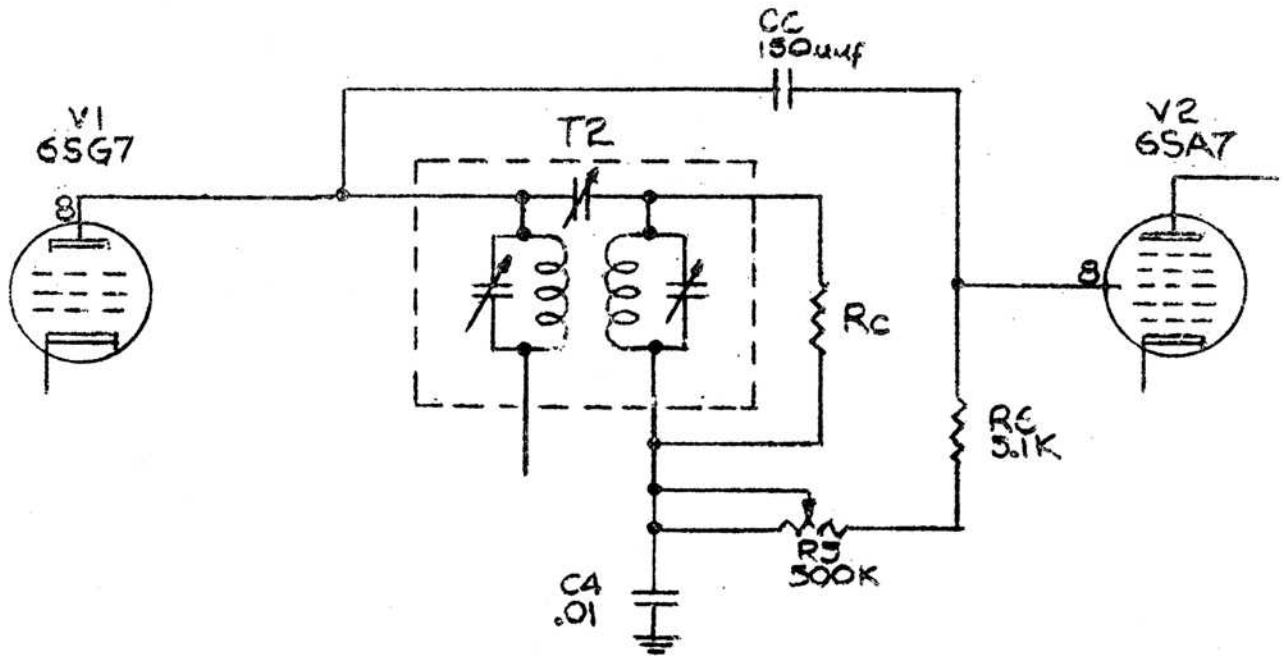 CC
150uuf
V1
6SG7
T2
V2
6SA7
8
8
RC
R6
5.1K
R5
500K
C4
.01